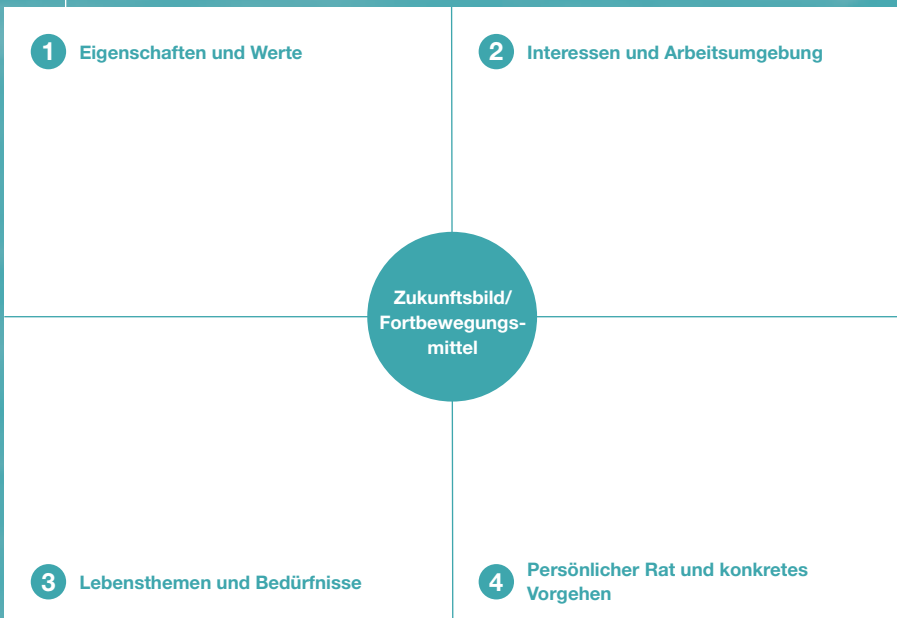 1 Eigenschaften und Werte
2 Interessen und Arbeitsumgebung
Zukunftsbild/
Fortbewegungs-
mittel
3 Lebensthemen und Bedürfnisse
4 Persönlicher Rat und konkretes
Vorgehen